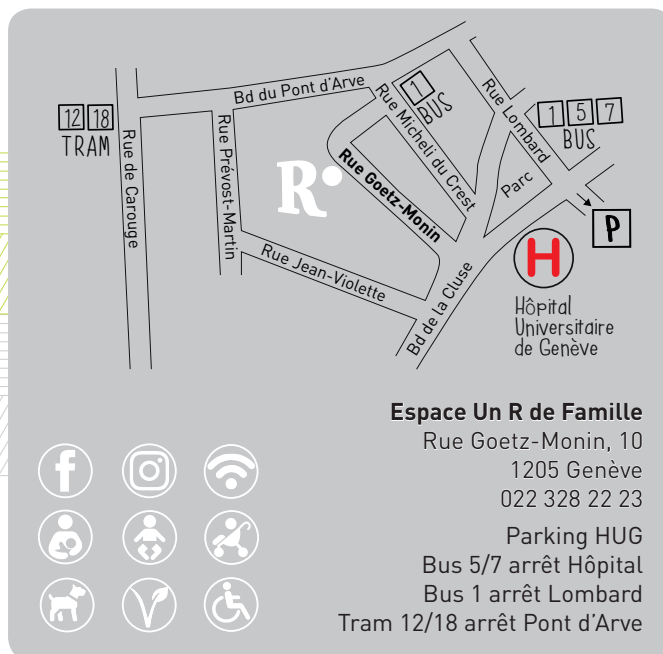 12 18
TRAM
Rue de Carouge
Bd du Pont d'Arve
Rue Prévost-Martin
R
Rue Goetz-Monin
1
BUS
Rue Micheli du Crest
Rue Lombard
1 5 7
BUS
Parc
P
H
Rue Jean-Violette
Bd de la Cluse
Hôpital
Universitaire
de Genève
Espace Un R de Famille
Rue Goetz-Monin, 10
1205 Genève
022 328 22 23
Parking HUG
Bus 5/7 arrêt Hôpital
Bus 1 arrêt Lombard
Tram 12/18 arrêt Pont d'Arve